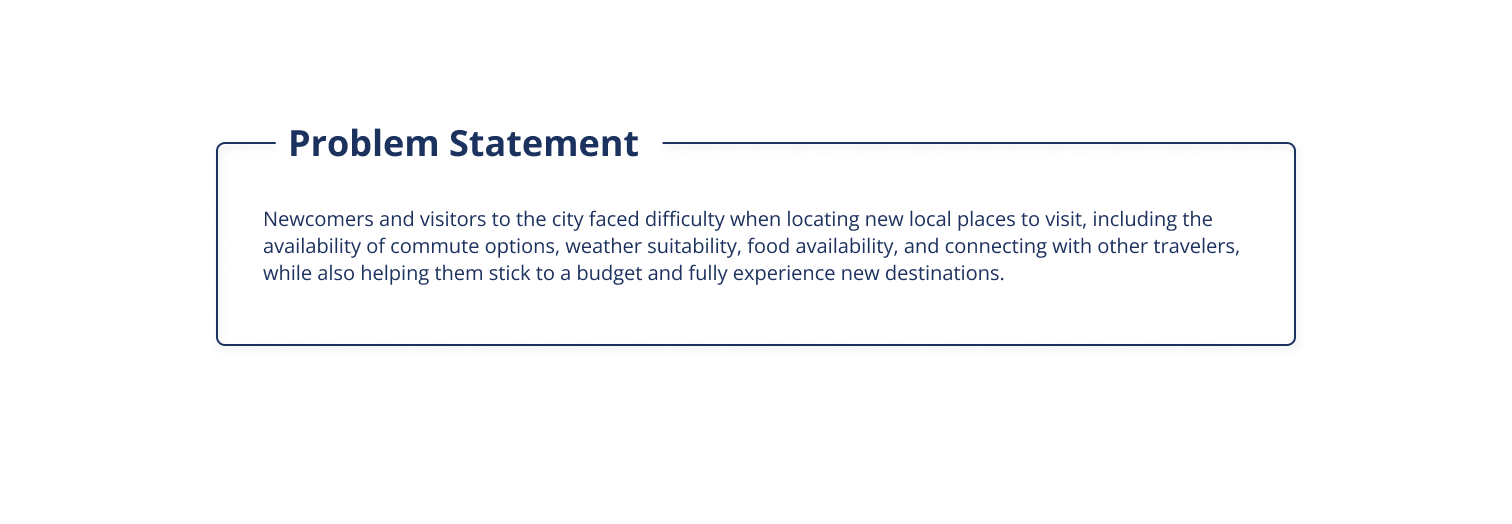 Problem Statement
Newcomers and visitors to the city faced difficulty when locating new local places to visit, including the
availability of commute options, weather suitability, food availability, and connecting with other travelers,
while also helping them stick to a budget and fully experience new destinations.